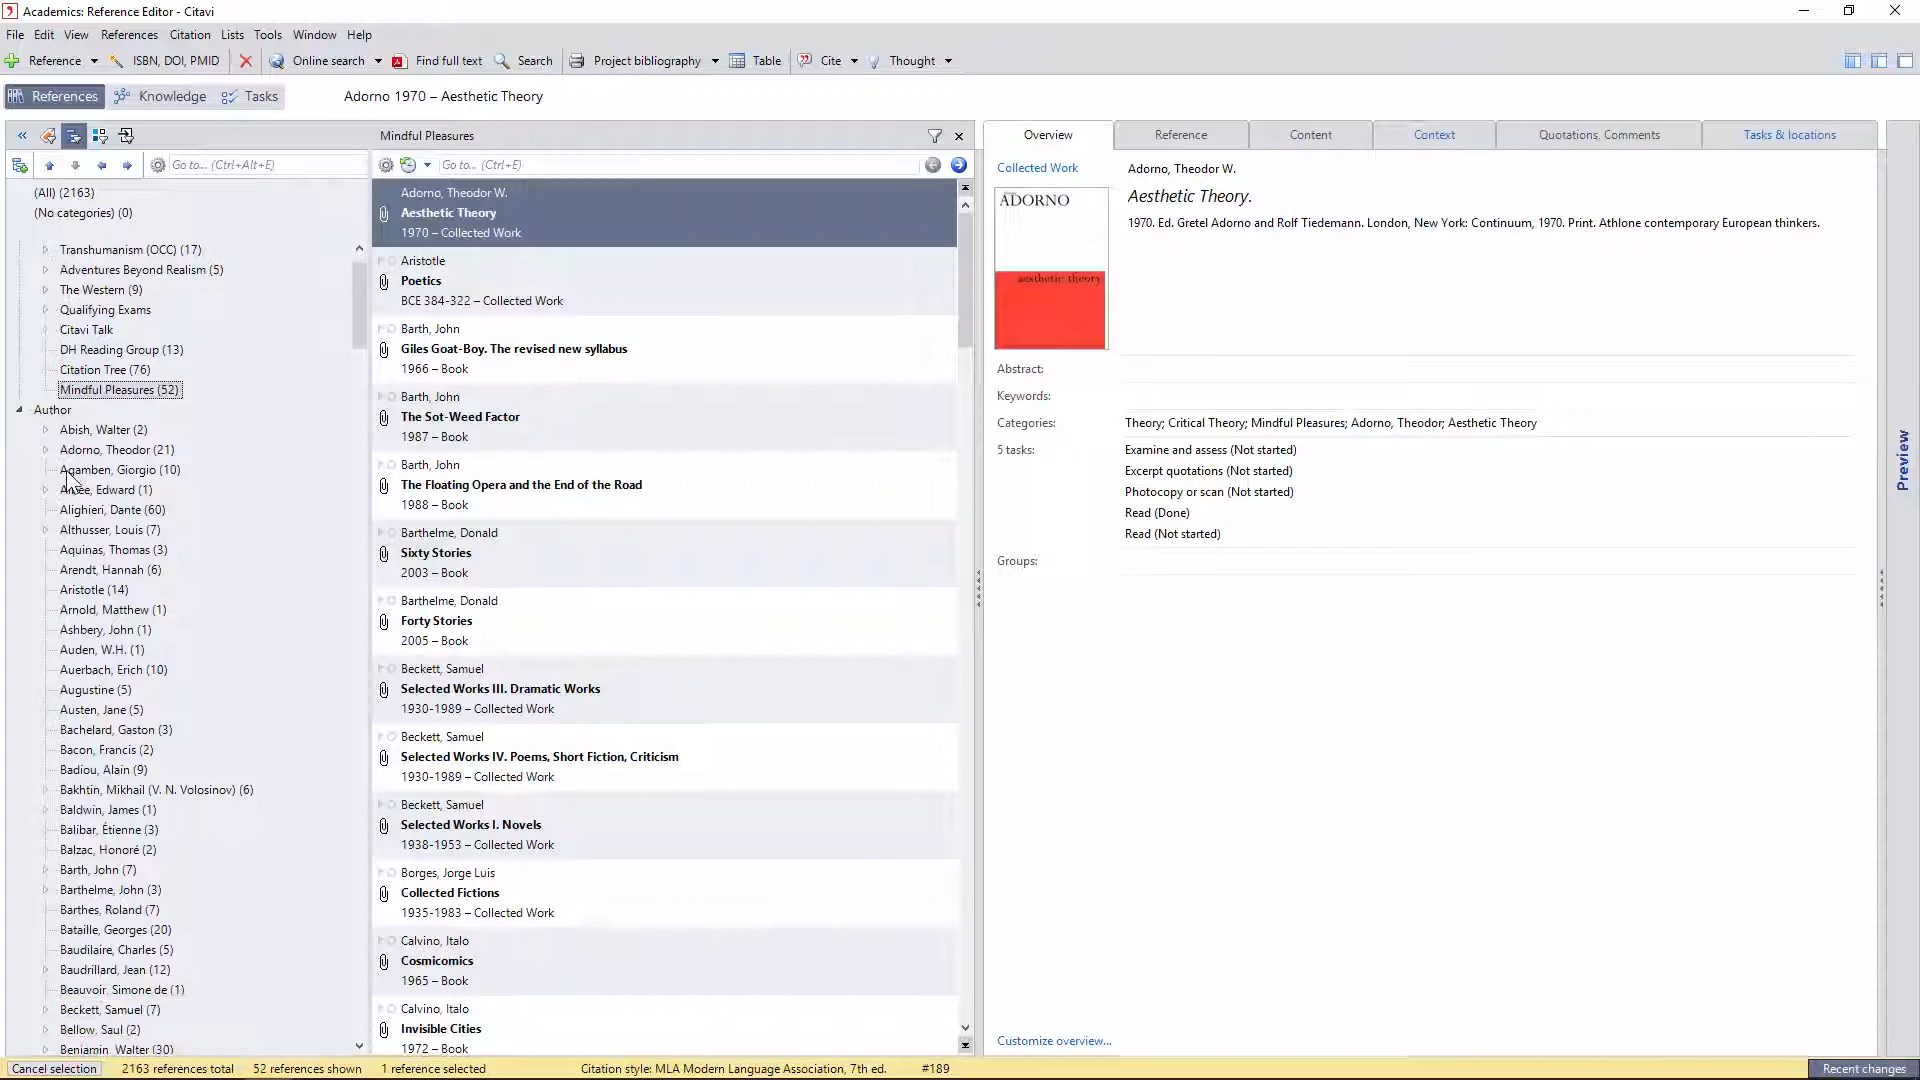 Academics: Reference Editor - Citavi
File Edit View References Citation Lists Tools Window Help
Reference ISBN, DOI, PMID Online search Find full text Search Project bibliography Table Cite Thought
References Knowledge Tasks Adorno 1970 – Aesthetic Theory
Go to... (Ctrl+Alt+E)
(All) (2163)
(No categories) (0)
Transhumanism (OCC) (17)
Adventures Beyond Realism (5)
The Western (9)
Qualifying Exams
Citavi Talk
DH Reading Group (13)
Citation Tree (76)
Mindful Pleasures (52)
Author
Abish, Walter (2)
Adorno, Theodor (21)
Agamben, Giorgio (10)
Edward (1)
Alighieri, Dante (60)
Althusser, Louis (7)
Aquinas, Thomas (3)
Arendt, Hannah (6)
Aristotle (14)
Arnold, Matthew (1)
Ashbery, John (1)
Auden, W.H. (1)
Auerbach, Erich (10)
Augustine (5)
Austen, Jane (5)
Bachelard, Gaston (3)
Bacon, Francis (2)
Badiou, Alain (9)
Bakhtin, Mikhail (V. N. Volosinov) (6)
Baldwin, James (1)
Balibar, Étienne (3)
Balzac, Honoré (2)
Barth, John (7)
Barthelme, John (3)
Barthes, Roland (7)
Bataille, Georges (20)
Baudilaire, Charles (5)
Baudrillard, Jean (12)
Beauvoir. Simone de (1)
Beckett, Samuel (7)
Bellow, Saul (2)
Benjamin, Walter (30)
Mindful Pleasures
Go to... (Ctrl+E)
Adorno, Theodor W.
Aesthetic Theory
1970 – Collected Work
Aristotle
Poetics
BCE 384-322 – Collected Work
Barth, John
Giles Goat-Boy. The revised new syllabus
1966 – Book
Barth, John
The Sot-Weed Factor
1987 – Book
Barth, John
The Floating Opera and the End of the Road
1988 – Book
Barthelme, Donald
Sixty Stories
2003 – Book
Barthelme, Donald
Forty Stories
2005 – Book
Beckett, Samuel
Selected Works III. Dramatic Works
1930-1989 – Collected Work
Beckett, Samuel
Selected Works IV. Poems, Short Fiction, Criticism
1930-1989 – Collected Work
Beckett, Samuel
Selected Works I. Novels
1938-1953 – Collected Work
Borges, Jorge Luis
Collected Fictions
1935-1983 – Collected Work
Calvino, Italo
Cosmicomics
1965 – Book
Calvino, Italo
Invisible Cities
1972 – Book
Overview Reference Content Context Quotations, Comments Tasks & locations
Collected Work
ADORNO
aesthetic theory
Adorno, Theodor W.
Aesthetic Theory.
1970. Ed. Gretel Adorno and Rolf Tiedemann. London, New York: Continuum, 1970. Print. Athlone contemporary European thinkers.
Abstract:
Keywords:
Categories: Theory; Critical Theory; Mindful Pleasures; Adorno, Theodor; Aesthetic Theory
5 tasks: Examine and assess (Not started)
Excerpt quotations (Not started)
Photocopy or scan (Not started)
Read (Done)
Read (Not started)
Groups:
Customize overview...
Preview
Cancel selection 2163 references total 52 references shown 1 reference selected Citation style: MLA Modern Language Association, 7th ed. #189 Recent changes